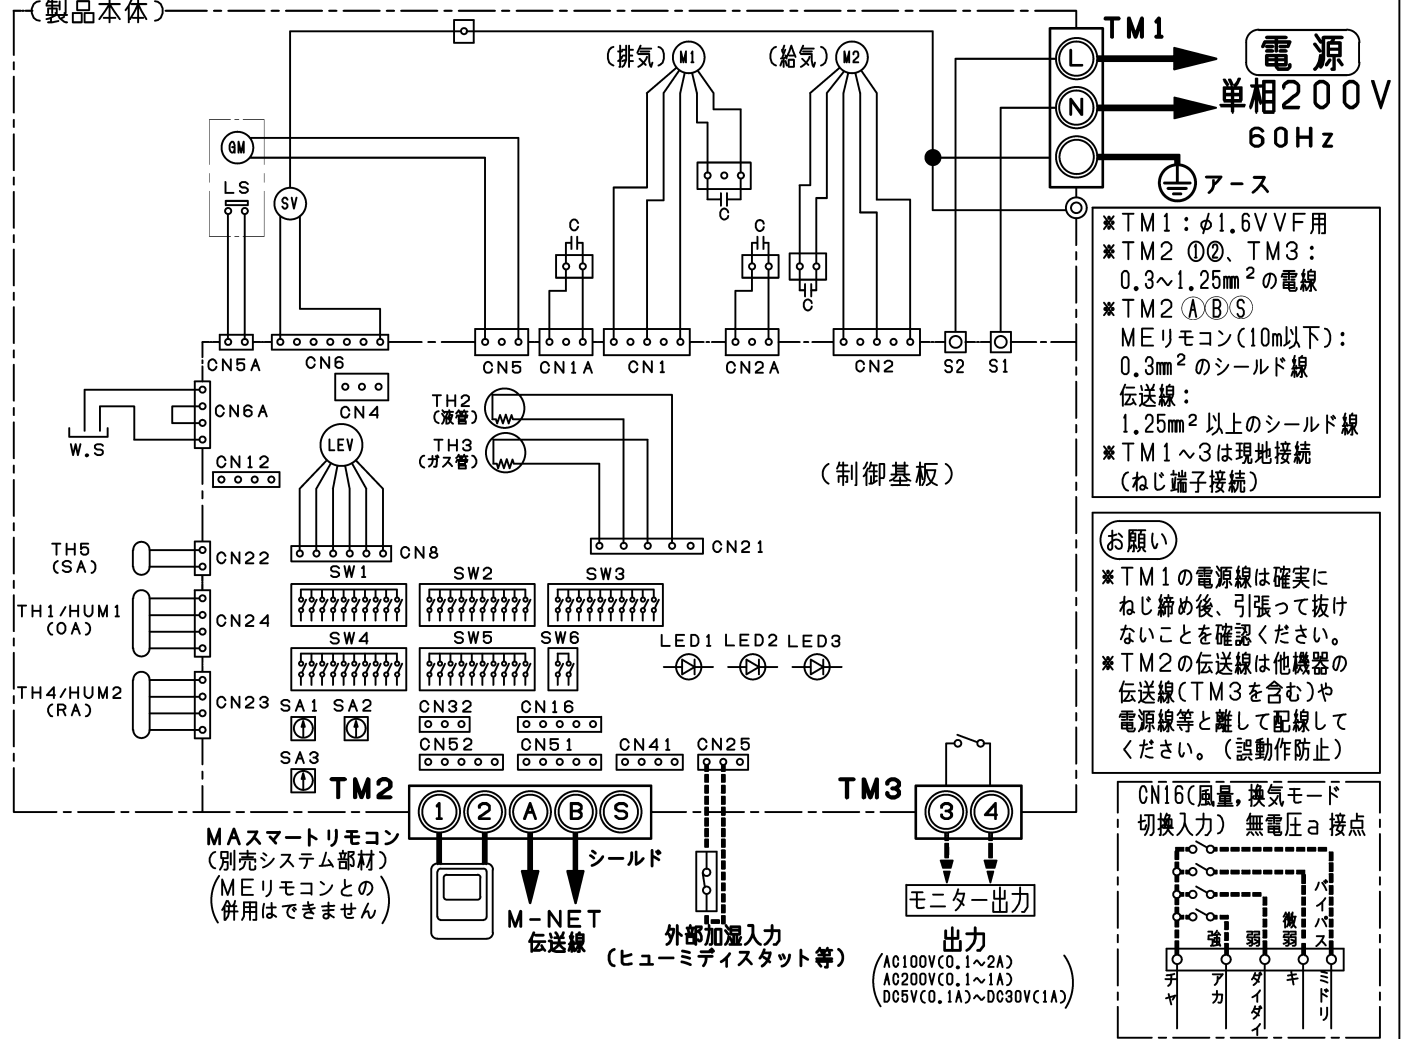 (製品本体)
TM1
L
N
電源
単相200V
60Hz
アース
(排気)
M1
(給気)
M2
GM
LS
SV
C
C
C
C
CN5A
CN6
CN5
CN1A
CN1
CN2A
CN2
S2
S1
CN6A
W.S
CN4
CN12
LEV
TH2
(液管)
TH3
(ガス管)
(制御基板)
CN8
CN21
TH5
(SA)
CN22
TH1/HUM1
(OA)
CN24
TH4/HUM2
(RA)
CN23
SW1
SW2
SW3
SW4
SW5
SW6
LED1
LED2
LED3
SA1
SA2
SA3
CN32
CN16
CN52
CN51
CN41
CN25
TM2
1
2
A
B
S
TM3
3
4
MAスマートリモコン
(別売システム部材)
(MEリモコンとの
併用はできません)
シールド
M-NET
伝送線
外部加湿入力
(ヒューミディスタット等)
モニター出力
出力
(AC100V(0.1~2A)
AC200V(0.1~1A)
DC5V(0.1A)~DC30V(1A))
※TM1:φ1.6VVF用
※TM2 ①②、TM3:
0.3~1.25mm²の電線
※TM2 ⒶⒷⓈ
MEリモコン(10m以下):
0.3mm²のシールド線
伝送線:
1.25mm²以上のシールド線
※TM1~3は現地接続
(ねじ端子接続)
お願い
※TM1の電源線は確実に
ねじ締め後、引張って抜け
ないことを確認ください。
※TM2の伝送線は他機器の
伝送線(TM3を含む)や
電源線等と離して配線して
ください。(誤動作防止)
CN16(風量,換気モード
切換入力) 無電圧a接点
強
弱
微弱
バイパス
チャ
アカ
ダイダイ
キ
ミドリ